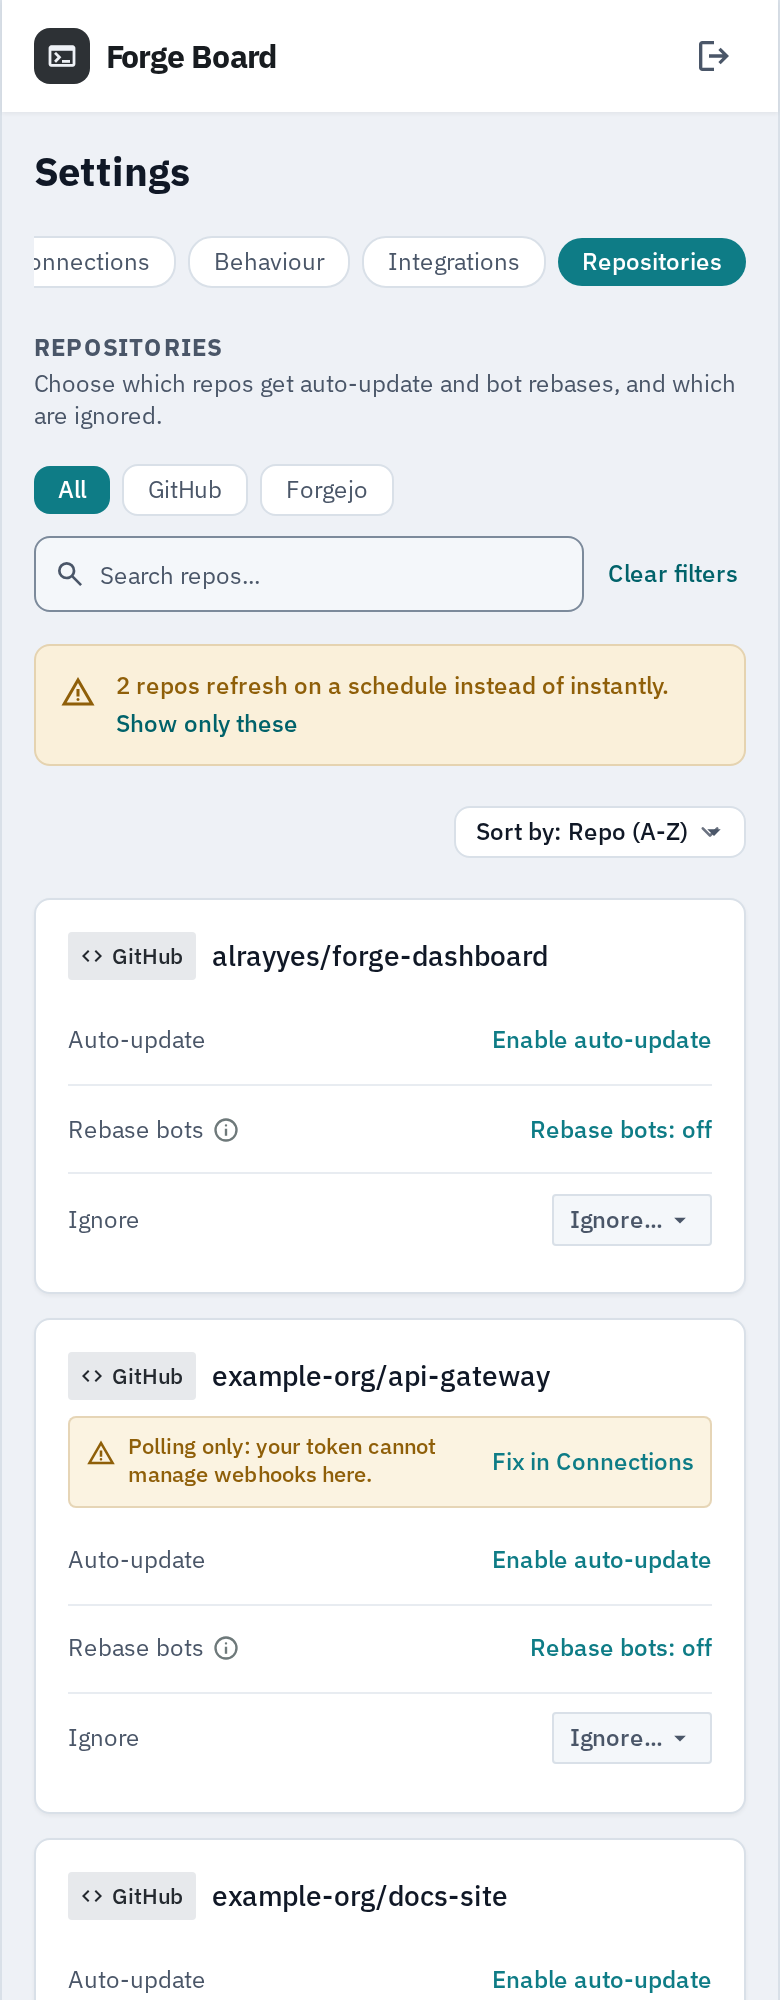 Forge Board
Settings
onnections
Behaviour
Integrations
Repositories
REPOSITORIES
Choose which repos get auto-update and bot rebases, and which
are ignored.
All
GitHub
Forgejo
Search repos...
Clear filters
2 repos refresh on a schedule instead of instantly.
Show only these
Sort by: Repo (A-Z)
GitHub
alrayyes/forge-dashboard
Auto-update
Enable auto-update
Rebase bots
Rebase bots: off
Ignore
Ignore...
GitHub
example-org/api-gateway
Polling only: your token cannot
manage webhooks here.
Fix in Connections
Auto-update
Enable auto-update
Rebase bots
Rebase bots: off
Ignore
Ignore...
GitHub
example-org/docs-site
Auto-update
Enable auto-update